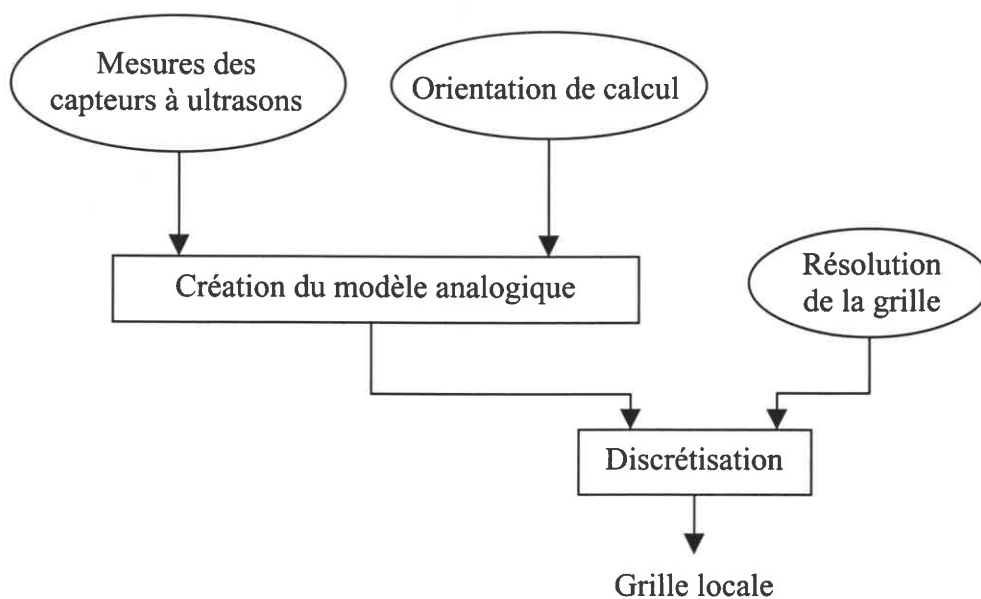 Mesures des
capteurs à ultrasons
Orientation de calcul
Création du modèle analogique
Résolution
de la grille
Discrétisation
Grille locale